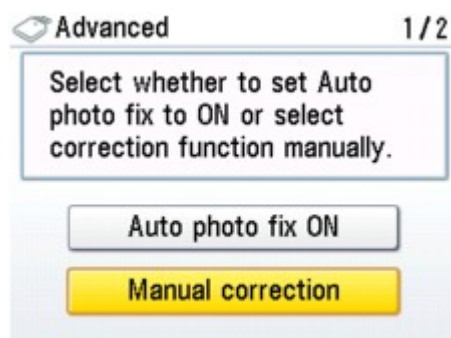 Advanced 1/2
Select whether to set Auto
photo fix to ON or select
correction function manually.
Auto photo fix ON
Manual correction